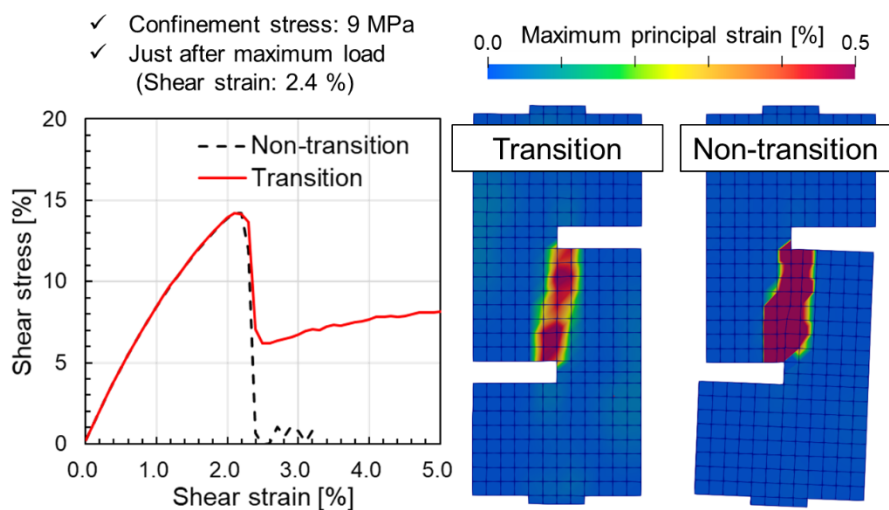 ✓ Confinement stress: 9 MPa
✓ Just after maximum load
(Shear strain: 2.4 %)
Shear stress [%]
20
15
10
5
0
Non-transition
Transition
0.0 1.0 2.0 3.0 4.0 5.0
Shear strain [%]
0.0 Maximum principal strain [%] 0.5
Transition
Non-transition